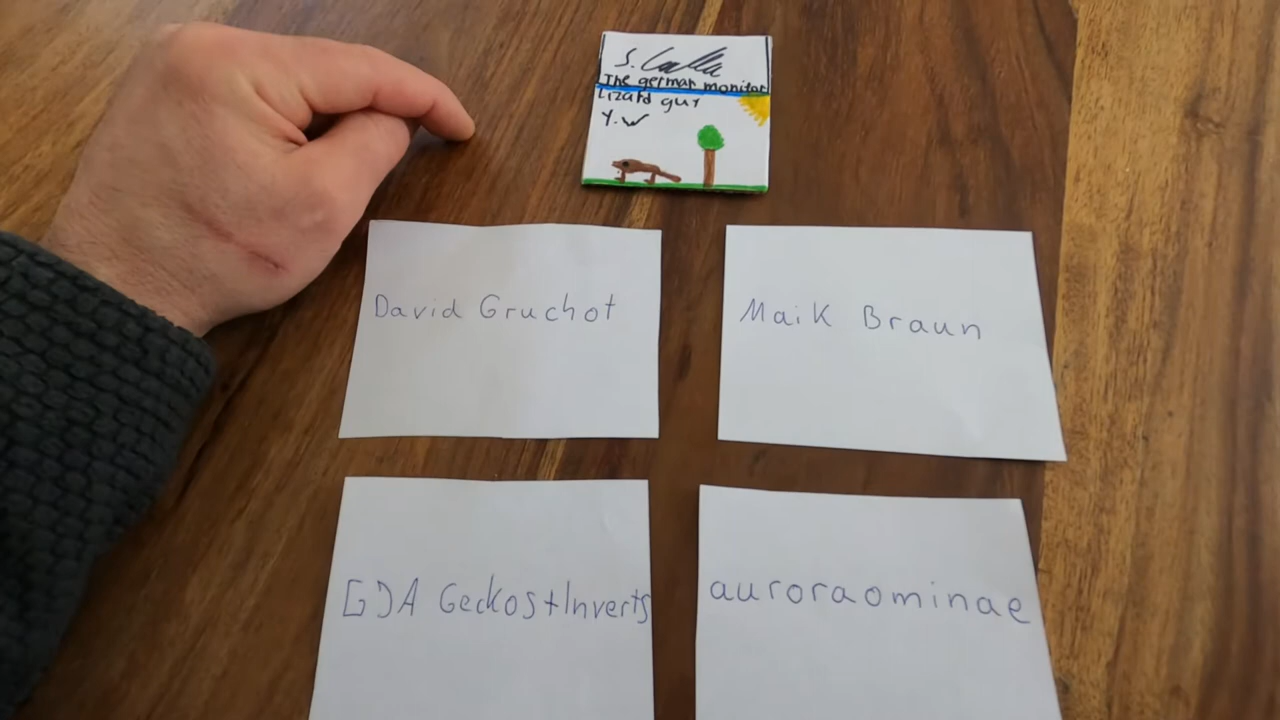 The german monitor
Lizard guy
Y.W
David Gruchot
Maik Braun
GDA Geckos+Inverts
auroraominae